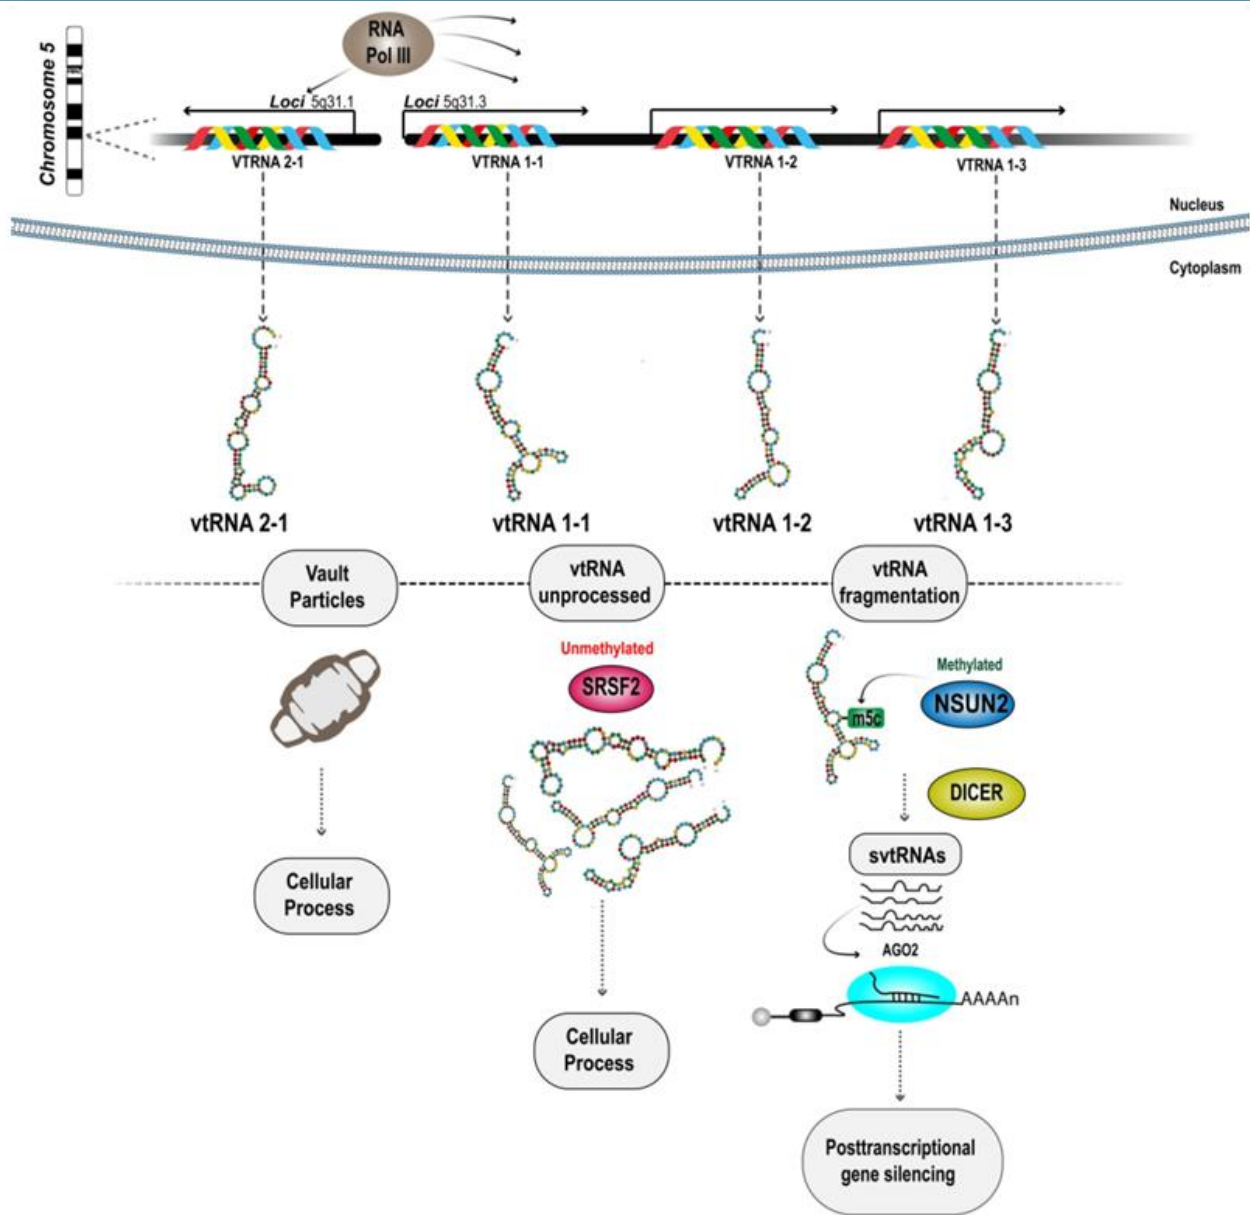 Chromosome 5
RNA
Pol III
Loci 5q31.1
Loci 5q31.3
VTRNA 2-1
VTRNA 1-1
VTRNA 1-2
VTRNA 1-3
Nucleus
Cytoplasm
vtRNA 2-1
vtRNA 1-1
vtRNA 1-2
vtRNA 1-3
Vault
Particles
vtRNA
unprocessed
vtRNA
fragmentation
Unmethylated
SRSF2
Methylated
NSUN2
m5c
DICER
svtRNAs
Cellular
Process
AGO2
AAAAn
Cellular
Process
Posttranscriptional
gene silencing